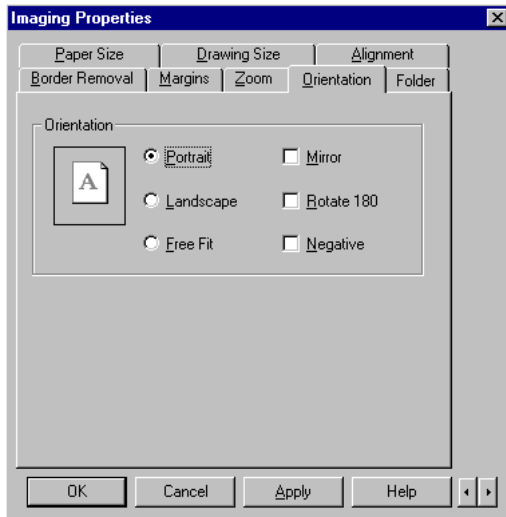 Imaging Properties
Paper Size Drawing Size Alignment
Border Removal Margins Zoom Orientation Folder
Orientation
A
Portrait Mirror
Landscape Rotate 180
Free Fit Negative
OK Cancel Apply Help